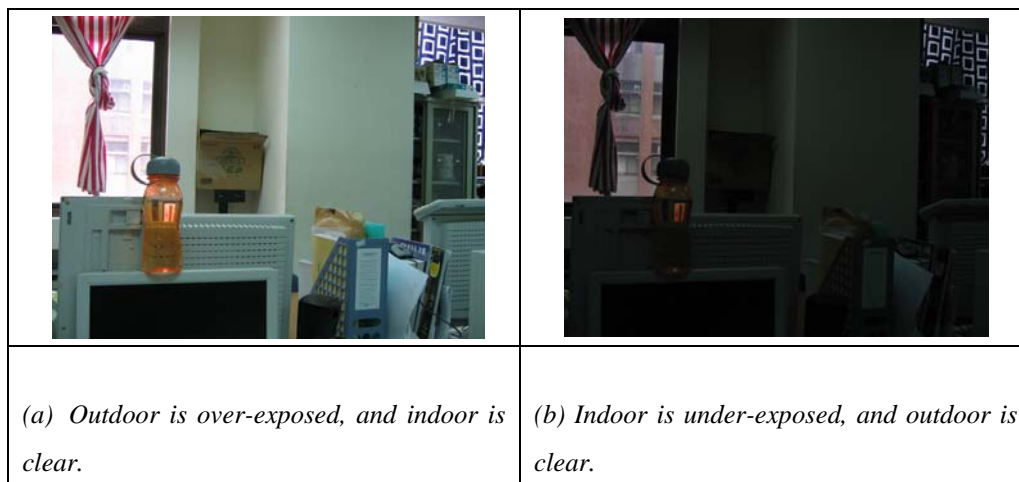 (a) Outdoor is over-exposed, and indoor is
clear.
(b) Indoor is under-exposed, and outdoor is
clear.